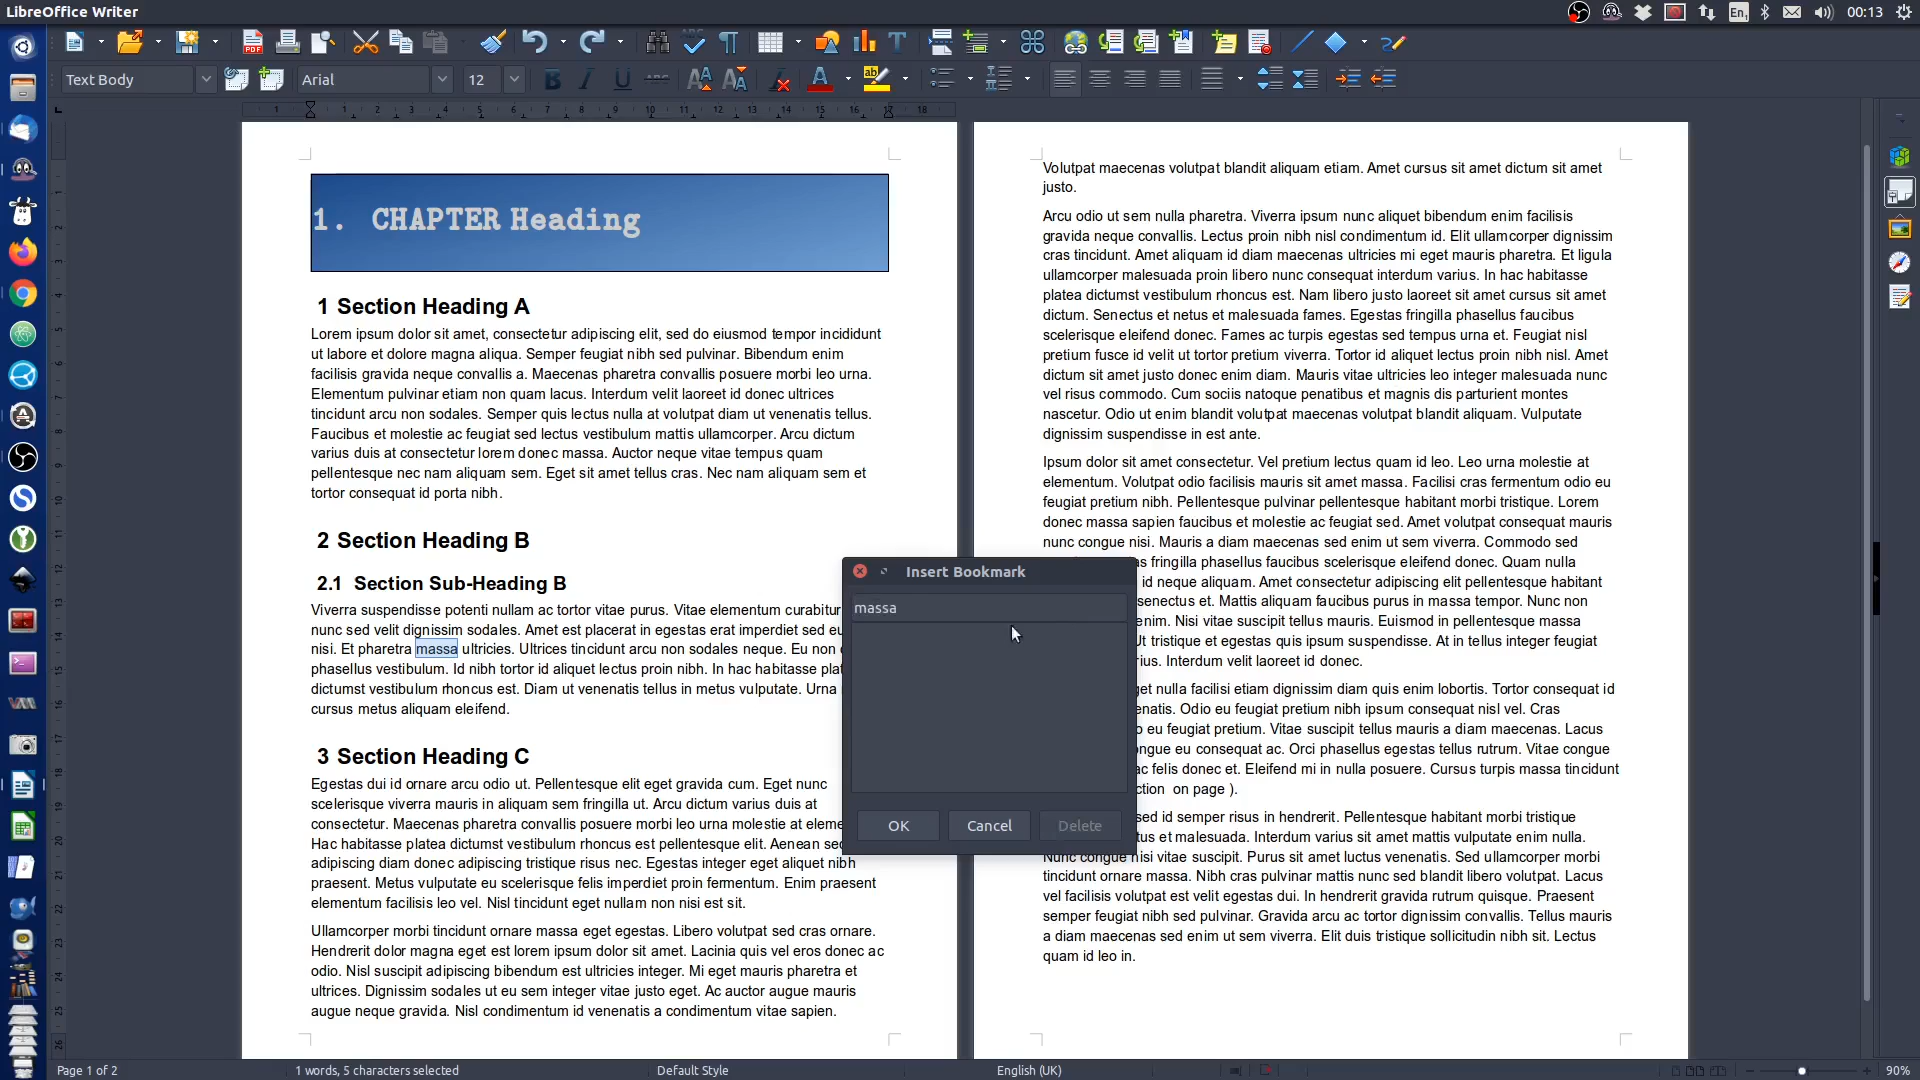 LibreOffice Writer
En1
00:13
Text Body
Arial
12
1 1 2 3 4 5 6 7 8 9 10 11 12 13 14 15 16 17 18
1. CHAPTER Heading
1 Section Heading A
Lorem ipsum dolor sit amet, consectetur adipiscing elit, sed do eiusmod tempor incididunt
ut labore et dolore magna aliqua. Semper feugiat nibh sed pulvinar. Bibendum enim
facilisis gravida neque convallis a. Maecenas pharetra convallis posuere morbi leo urna.
Elementum pulvinar etiam non quam lacus. Interdum velit laoreet id donec ultrices
tincidunt arcu non sodales. Semper quis lectus nulla at volutpat diam ut venenatis tellus.
Faucibus et molestie ac feugiat sed lectus vestibulum mattis ullamcorper. Arcu dictum
varius duis at consectetur lorem donec massa. Auctor neque vitae tempus quam
pellentesque nec nam aliquam sem. Eget sit amet tellus cras. Nec nam aliquam sem et
tortor consequat id porta nibh.
2 Section Heading B
2.1 Section Sub-Heading B
Viverra suspendisse potenti nullam ac tortor vitae purus. Vitae elementum curabitur
nunc sed velit dignissim sodales. Amet est placerat in egestas erat imperdiet sed eu
nisi. Et pharetra massa ultricies. Ultrices tincidunt arcu non sodales neque. Eu non
phasellus vestibulum. Id nibh tortor id aliquet lectus proin nibh. In hac habitasse pla
dictumst vestibulum rhoncus est. Diam ut venenatis tellus in metus vulputate. Urna
cursus metus aliquam eleifend.
3 Section Heading C
Egestas dui id ornare arcu odio ut. Pellentesque elit eget gravida cum. Eget nunc
scelerisque viverra mauris in aliquam sem fringilla ut. Arcu dictum varius duis at
consectetur. Maecenas pharetra convallis posuere morbi leo urna molestie at eleme
Hac habitasse platea dictumst vestibulum rhoncus est pellentesque elit. Aenean sed
adipiscing diam donec adipiscing tristique risus nec. Egestas integer eget aliquet nibh
praesent. Metus vulputate eu scelerisque felis imperdiet proin fermentum. Enim praesent
elementum facilisis leo vel. Nisl tincidunt eget nullam non nisi est sit.
Ullamcorper morbi tincidunt ornare massa eget egestas. Libero volutpat sed cras ornare.
Hendrerit dolor magna eget est lorem ipsum dolor sit amet. Lacinia quis vel eros donec ac
odio. Nisl suscipit adipiscing bibendum est ultricies integer. Mi eget mauris pharetra et
ultrices. Dignissim sodales ut eu sem integer vitae justo eget. Ac auctor augue mauris
augue neque gravida. Nisl condimentum id venenatis a condimentum vitae sapien.
Volutpat maecenas volutpat blandit aliquam etiam. Amet cursus sit amet dictum sit amet
justo.
Arcu odio ut sem nulla pharetra. Viverra ipsum nunc aliquet bibendum enim facilisis
gravida neque convallis. Lectus proin nibh nisl condimentum id. Elit ullamcorper dignissim
cras tincidunt. Amet aliquam id diam maecenas ultricies mi eget mauris pharetra. Et ligula
ullamcorper malesuada proin libero nunc consequat interdum varius. In hac habitasse
platea dictumst vestibulum rhoncus est. Nam libero justo laoreet sit amet cursus sit amet
dictum. Senectus et netus et malesuada fames. Egestas fringilla phasellus faucibus
scelerisque eleifend donec. Fames ac turpis egestas sed tempus urna et. Feugiat nisl
pretium fusce id velit ut tortor pretium viverra. Tortor id aliquet lectus proin nibh nisl. Amet
dictum sit amet justo donec enim diam. Mauris vitae ultricies leo integer malesuada nunc
vel risus commodo. Cum sociis natoque penatibus et magnis dis parturient montes
nascetur. Odio ut enim blandit volutpat maecenas volutpat blandit aliquam. Vulputate
dignissim suspendisse in est ante.
Ipsum dolor sit amet consectetur. Vel pretium lectus quam id leo. Leo urna molestie at
elementum. Volutpat odio facilisis mauris sit amet massa. Facilisi cras fermentum odio eu
feugiat pretium nibh. Pellentesque pulvinar pellentesque habitant morbi tristique. Lorem
donec massa sapien faucibus et molestie ac feugiat sed. Amet volutpat consequat mauris
nunc congue nisi. Mauris a diam maecenas sed enim ut sem viverra. Commodo sed
s fringilla phasellus faucibus scelerisque eleifend donec. Quam nulla
id neque aliquam. Amet consectetur adipiscing elit pellentesque habitant
senectus et. Mattis aliquam faucibus purus in massa tempor. Nunc non
enim. Nisi vitae suscipit tellus mauris. Euismod in pellentesque massa
Ut tristique et egestas quis ipsum suspendisse. At in tellus integer feugiat
rius. Interdum velit laoreet id donec.
get nulla facilisi etiam dignissim diam quis enim lobortis. Tortor consequat id
enatis. Odio eu feugiat pretium nibh ipsum consequat nisl vel. Cras
o eu feugiat pretium. Vitae suscipit tellus mauris a diam maecenas. Lacus
ongue eu consequat ac. Orci phasellus egestas tellus rutrum. Vitae congue
ac felis donec et. Eleifend mi in nulla posuere. Cursus turpis massa tincidunt
ction on page ).
sed id semper risus in hendrerit. Pellentesque habitant morbi tristique
tus et malesuada. Interdum varius sit amet mattis vulputate enim nulla.
Nunc congue nisi vitae suscipit. Purus sit amet luctus venenatis. Sed ullamcorper morbi
tincidunt ornare massa. Nibh cras pulvinar mattis nunc sed blandit libero volutpat. Lacus
vel facilisis volutpat est velit egestas dui. In hendrerit gravida rutrum quisque. Praesent
semper feugiat nibh sed pulvinar. Gravida arcu ac tortor dignissim convallis. Tellus mauris
a diam maecenas sed enim ut sem viverra. Elit duis tristique sollicitudin nibh sit. Lectus
quam id leo in.
Insert Bookmark
massa
OK Cancel Delete
Page 1 of 2
1 words, 5 characters selected
Default Style
English (UK)
90%